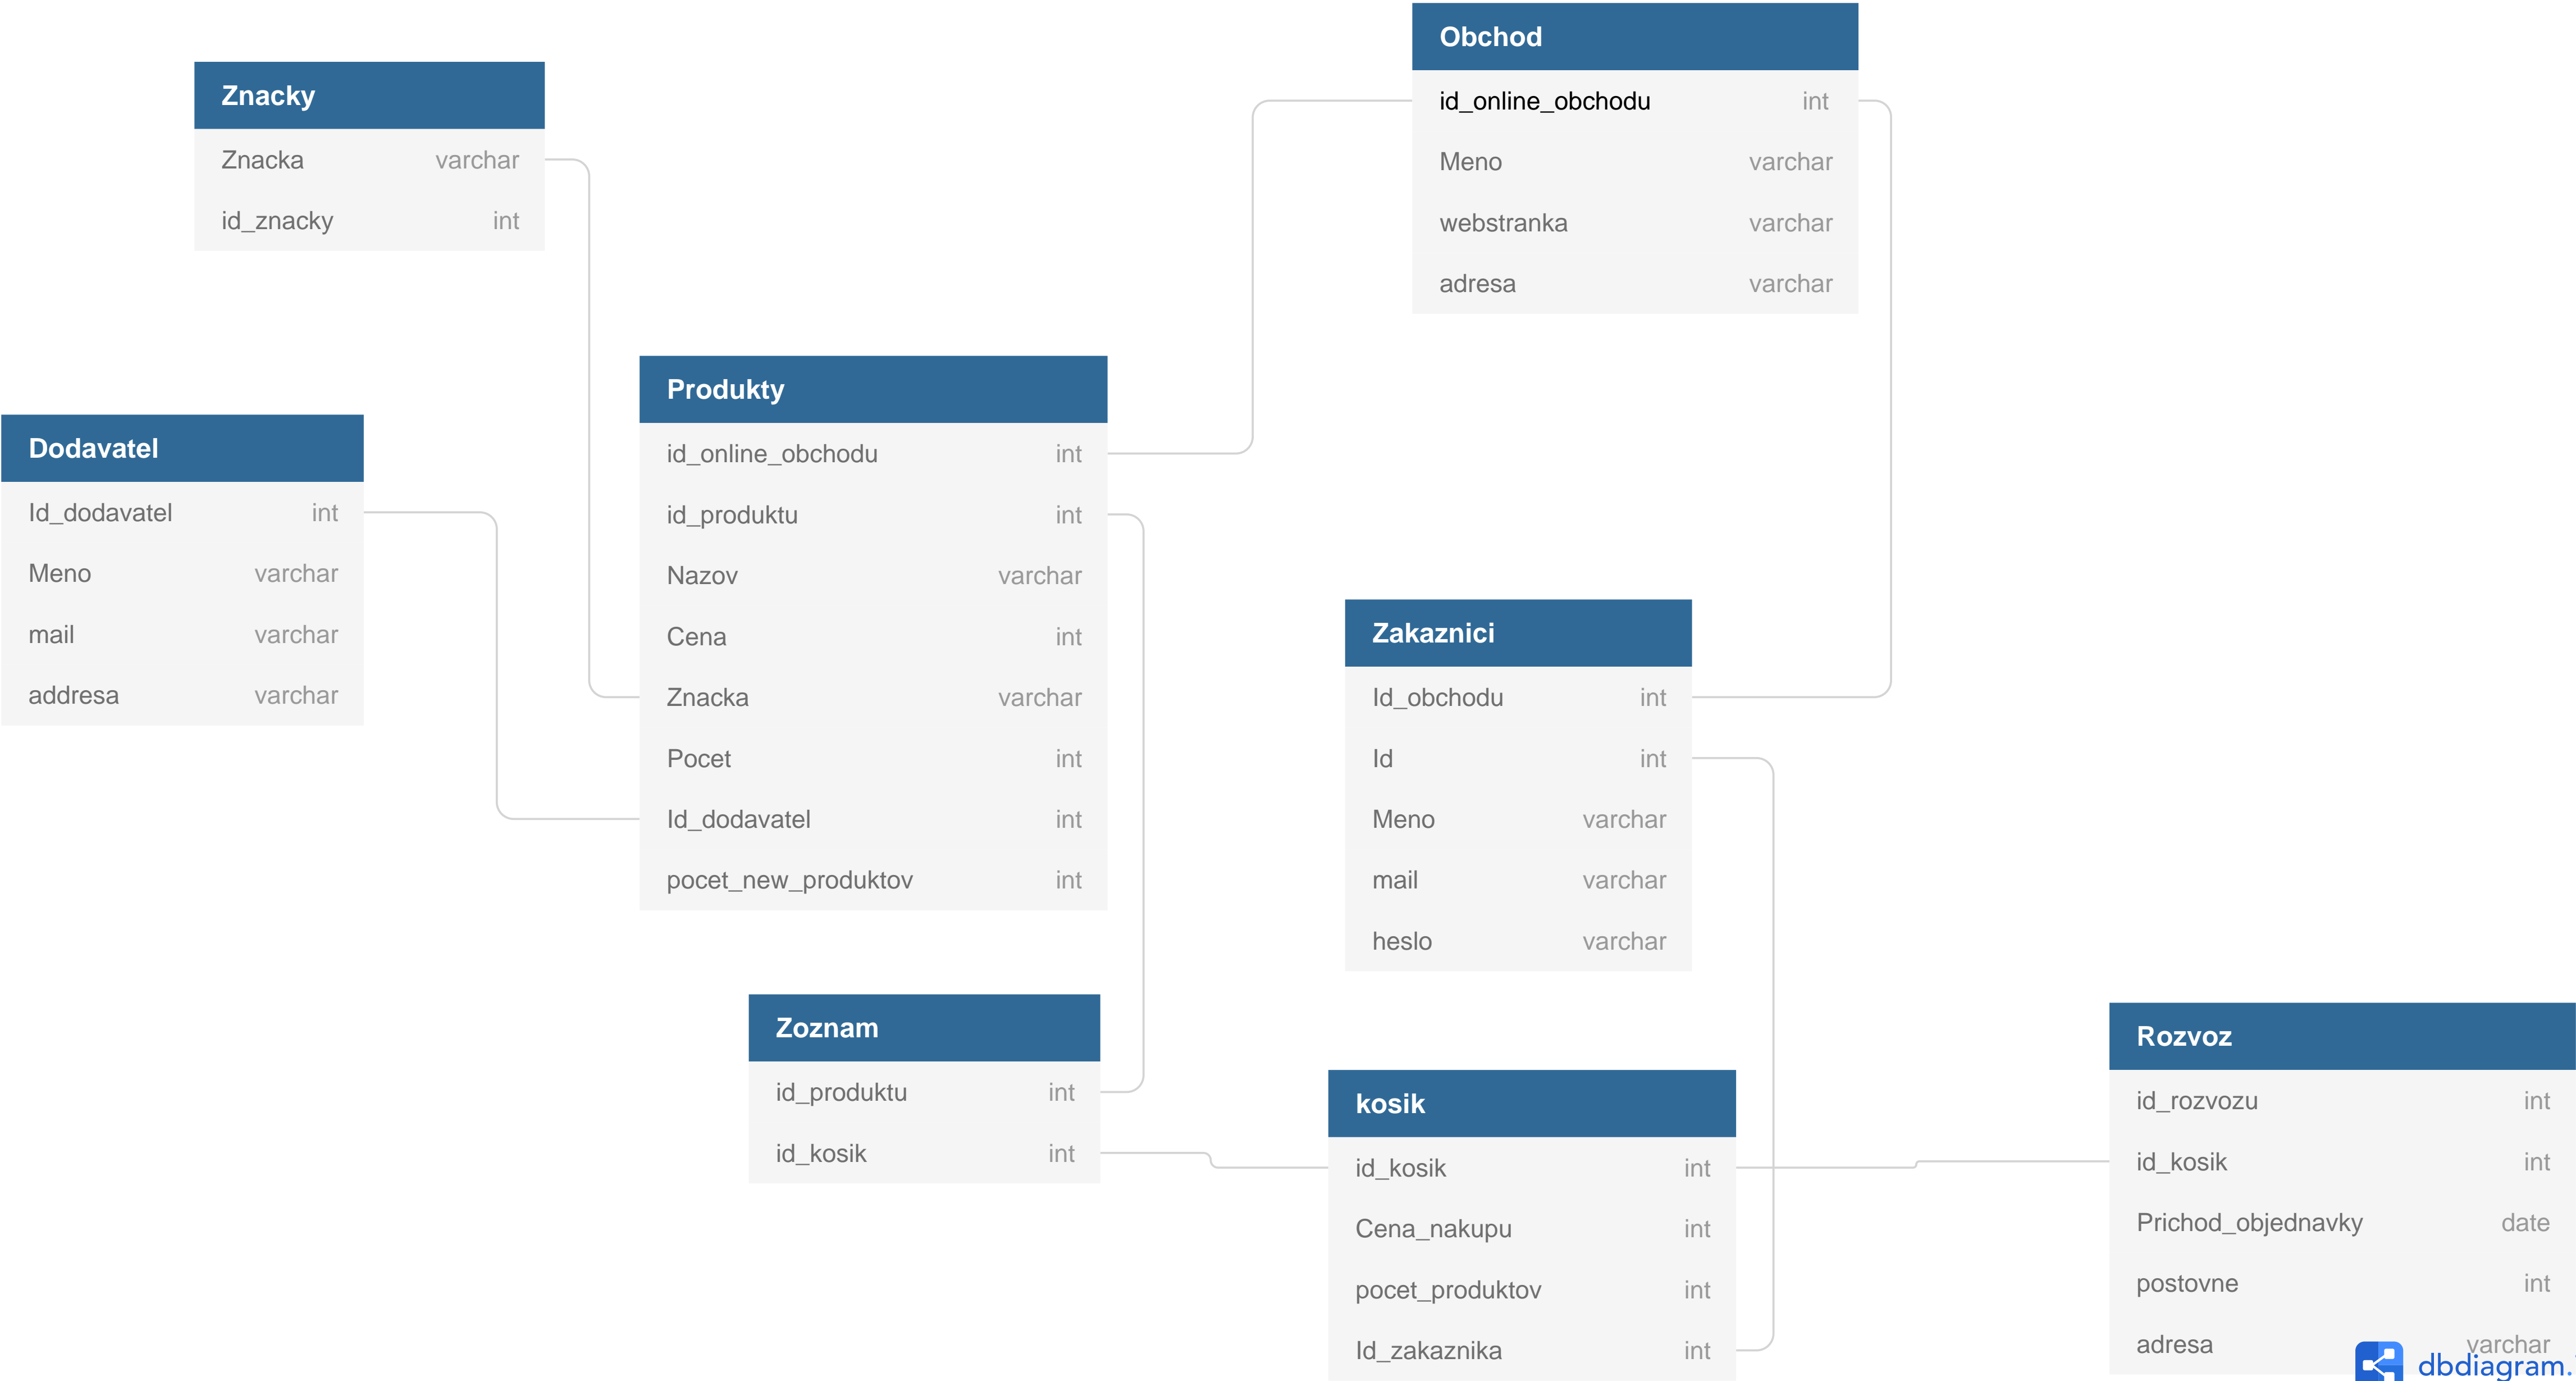 Znacky
Znacka varchar
id_znacky int
Dodavatel
Id_dodavatel int
Meno varchar
mail varchar
addresa varchar
Produkty
id_online_obchodu int
id_produktu int
Nazov varchar
Cena int
Znacka varchar
Pocet int
Id_dodavatel int
pocet_new_produktov int
Obchod
id_online_obchodu int
Meno varchar
webstranka varchar
adresa varchar
Zakaznici
Id_obchodu int
Id int
Meno varchar
mail varchar
heslo varchar
Zoznam
id_produktu int
id_kosik int
kosik
id_kosik int
Cena_nakupu int
pocet_produktov int
Id_zakaznika int
Rozvoz
id_rozvozu int
id_kosik int
Prichod_objednavky date
postovne int
adresa varchar
dbdiagram.